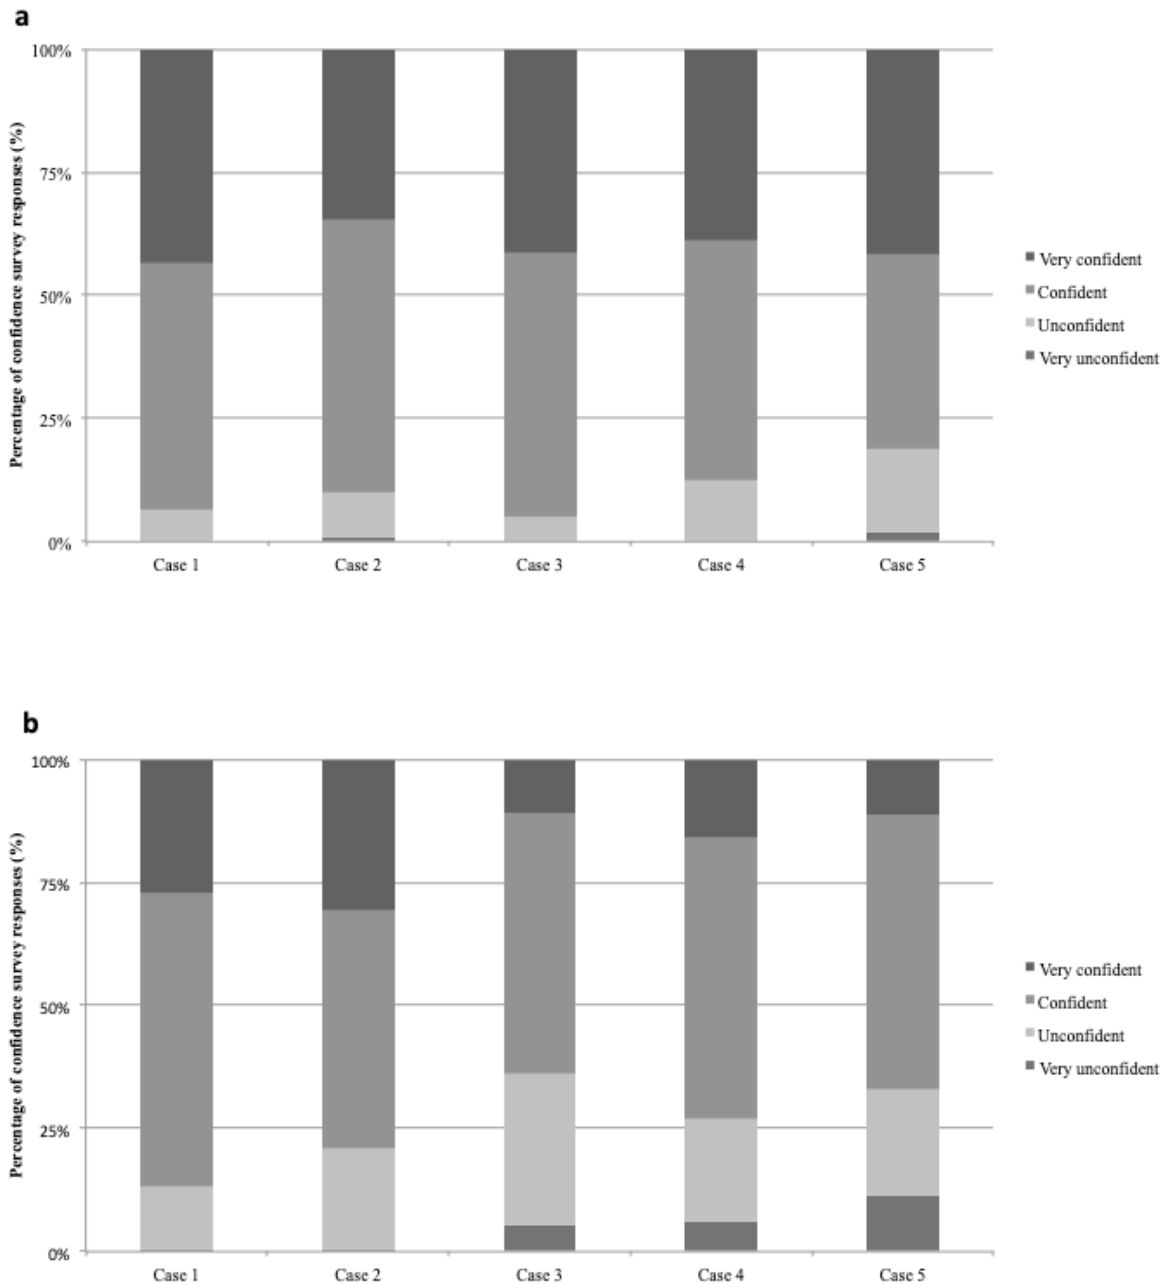 a
Percentage of confidence survey responses (%)
100%
75%
50%
25%
0%
Case 1 Case 2 Case 3 Case 4 Case 5
Very confident
Confident
Unconfident
Very unconfident
b
Percentage of confidence survey responses (%)
100%
75%
50%
25%
0%
Case 1 Case 2 Case 3 Case 4 Case 5
Very confident
Confident
Unconfident
Very unconfident